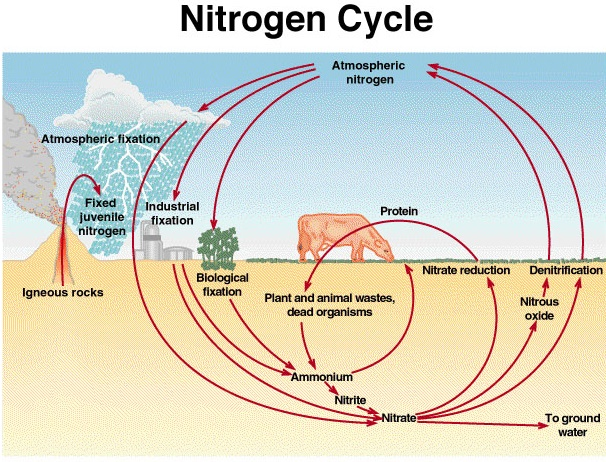 Nitrogen Cycle
Atmospheric
nitrogen
Atmospheric fixation
Fixed
juvenile
nitrogen
Industrial
fixation
Protein
Igneous rocks
Biological
fixation
Plant and animal wastes,
dead organisms
Nitrate reduction
Denitrification
Nitrous
oxide
Ammonium
Nitrite
Nitrate
To ground
water